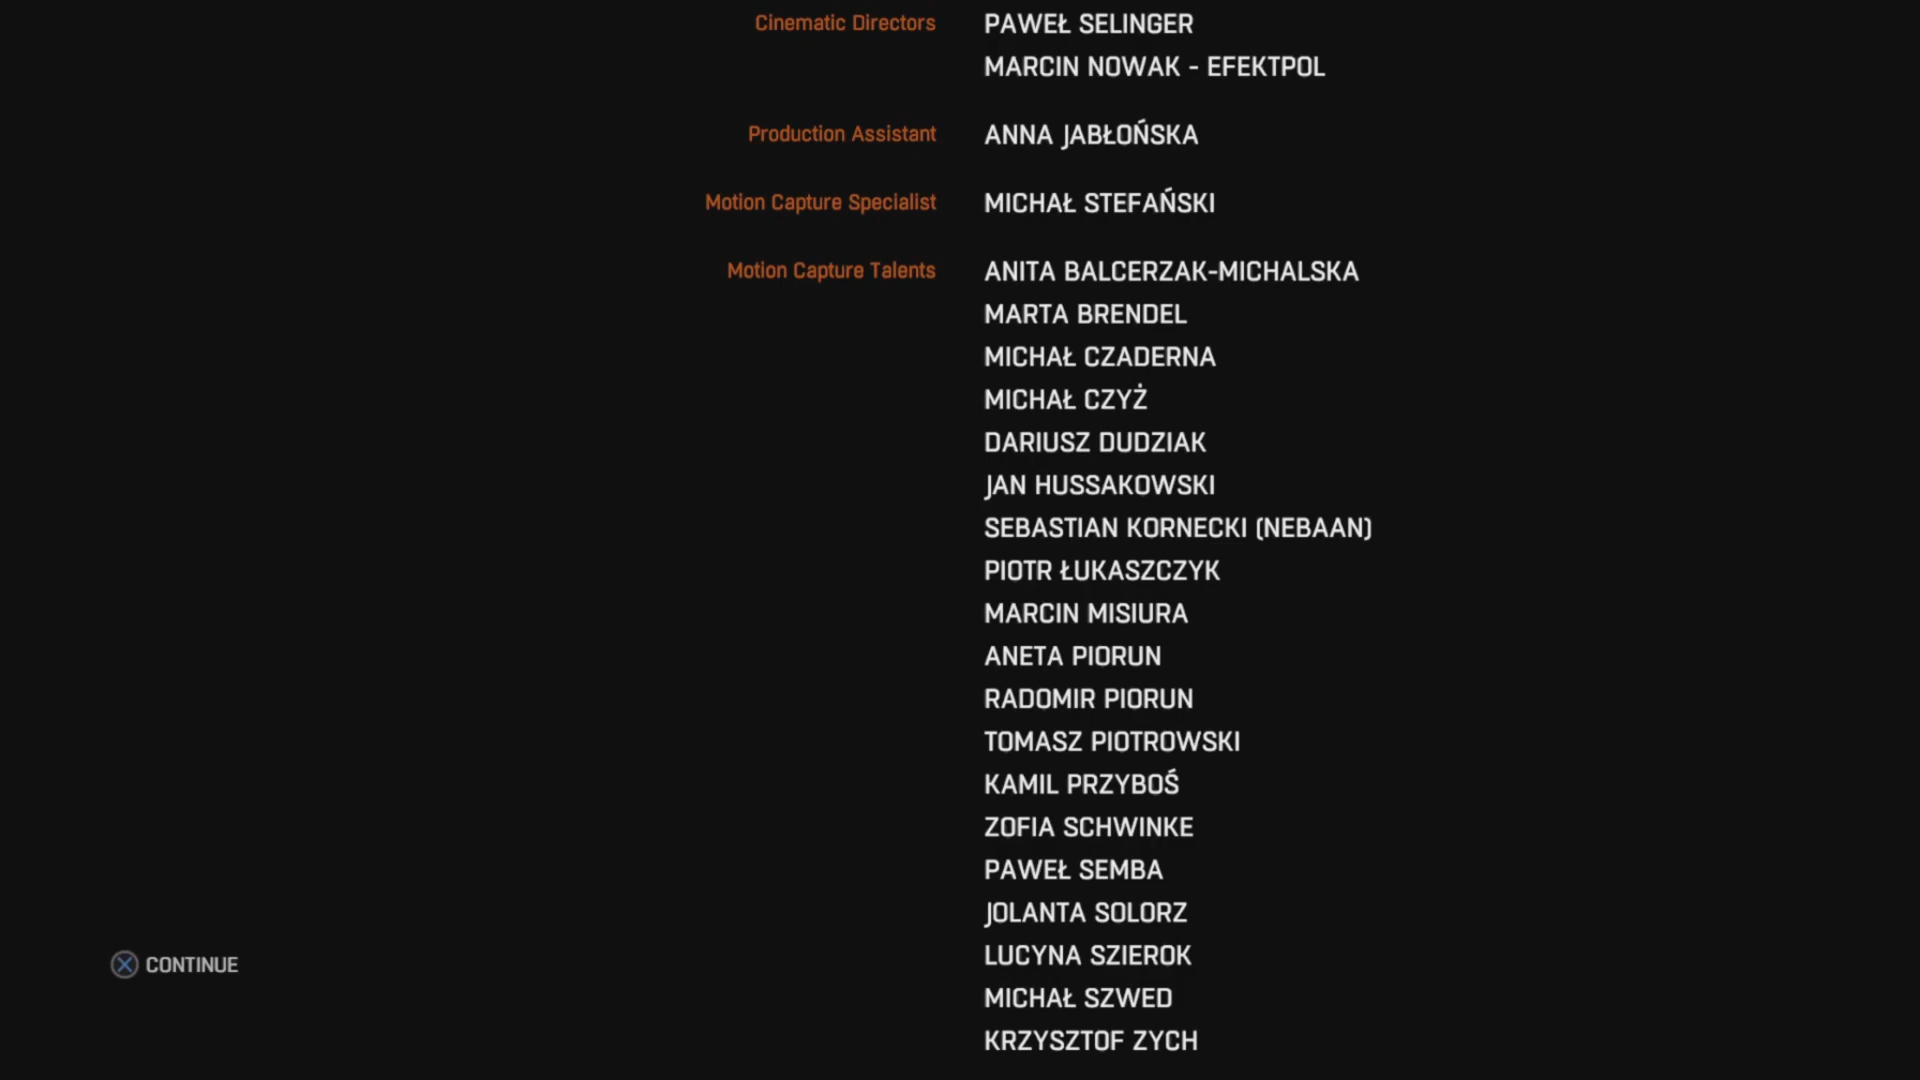 Cinematic Directors PAWEŁ SELINGER
MARCIN NOWAK - EFEKTPOL
Production Assistant ANNA JABŁOŃSKA
Motion Capture Specialist MICHAŁ STEFAŃSKI
Motion Capture Talents ANITA BALCERZAK-MICHALSKA
MARTA BRENDEL
MICHAŁ CZADERNA
MICHAŁ CZYŻ
DARIUSZ DUDZIAK
JAN HUSSAKOWSKI
SEBASTIAN KORNECKI (NEBAAN)
PIOTR ŁUKASZCZYK
MARCIN MISIURA
ANETA PIORUN
RADOMIR PIORUN
TOMASZ PIOTROWSKI
KAMIL PRZYBOŚ
ZOFIA SCHWINKE
PAWEŁ SEMBA
JOLANTA SOLORZ
LUCYNA SZIEROK
CONTINUE
MICHAŁ SZWED
KRZYSZTOF ZYCH